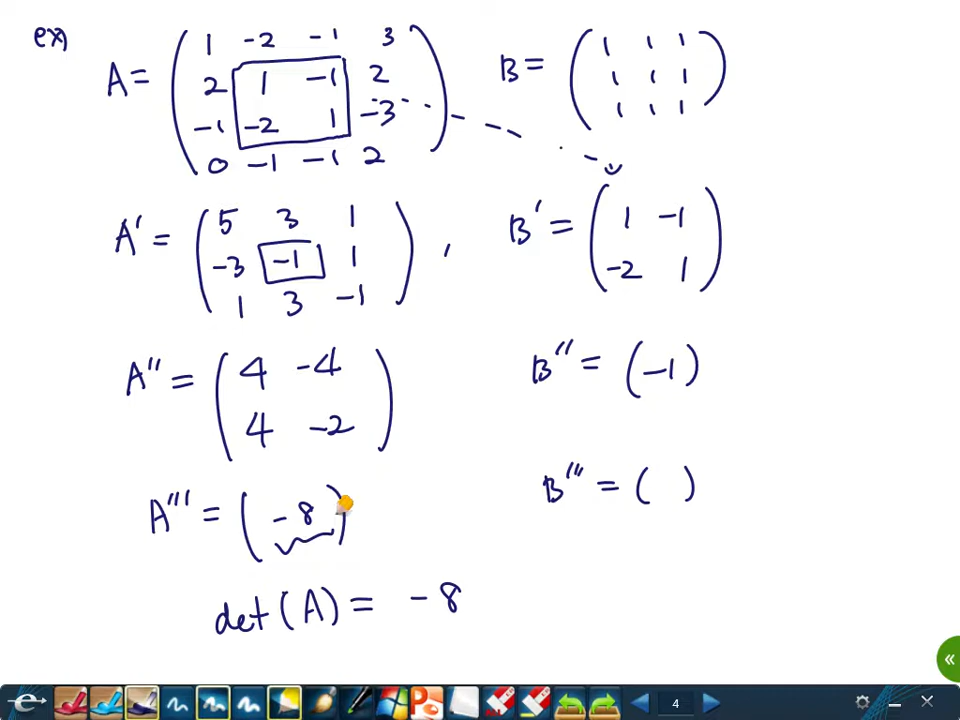 ex)
A = ( 1 -2 -1 3
2 1 -1 2
-1 -2 1 -3
0 -1 -1 2 )
B = ( 1 1 1
1 1 1
1 1 1 )
A' = ( 5 3 1
-3 -1 1
1 3 -1 ) ,
B' = ( 1 -1
-2 1 )
A'' = ( 4 -4
4 -2 )
B'' = (-1)
A''' = ( -8 )
B''' = ( )
det(A) = -8
4
«